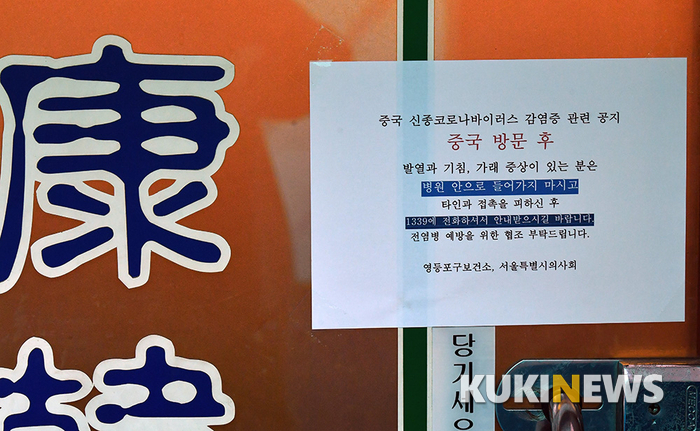 康
중국 신종코로나바이러스 감염증 관련 공지
중국 방문 후
발열과 기침, 가래 증상이 있는 분은
병원 안으로 들어가지 마시고
타인과 접촉을 피하신 후
1339에 전화하셔서 안내받으시길 바랍니다.
전염병 예방을 위한 협조 부탁드립니다.
영등포구보건소, 서울특별시의사회
당기세요
KUKINEWS